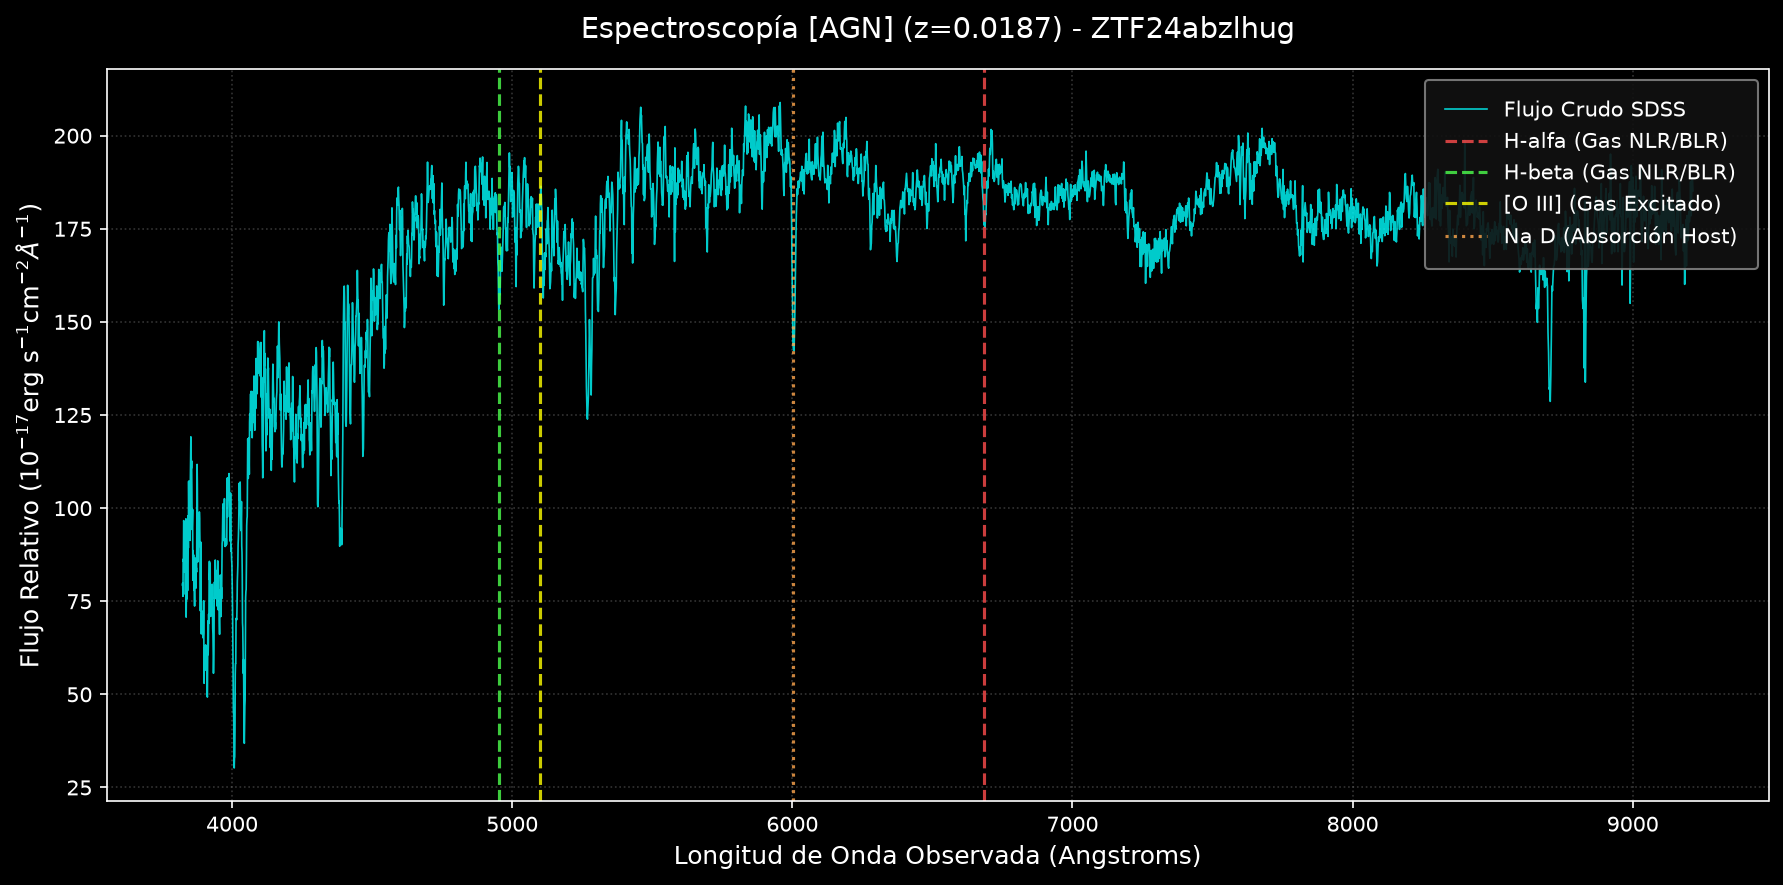 Espectroscopía [AGN] (z=0.0187) - ZTF24abzlhug
Flujo Crudo SDSS
H-alfa (Gas NLR/BLR)
H-beta (Gas NLR/BLR)
[O III] (Gas Excitado)
Na D (Absorción Host)
Flujo Relativo (10⁻¹⁷erg s⁻¹cm⁻²Å⁻¹)
200
175
150
125
100
75
50
25
4000 5000 6000 7000 8000 9000
Longitud de Onda Observada (Angstroms)